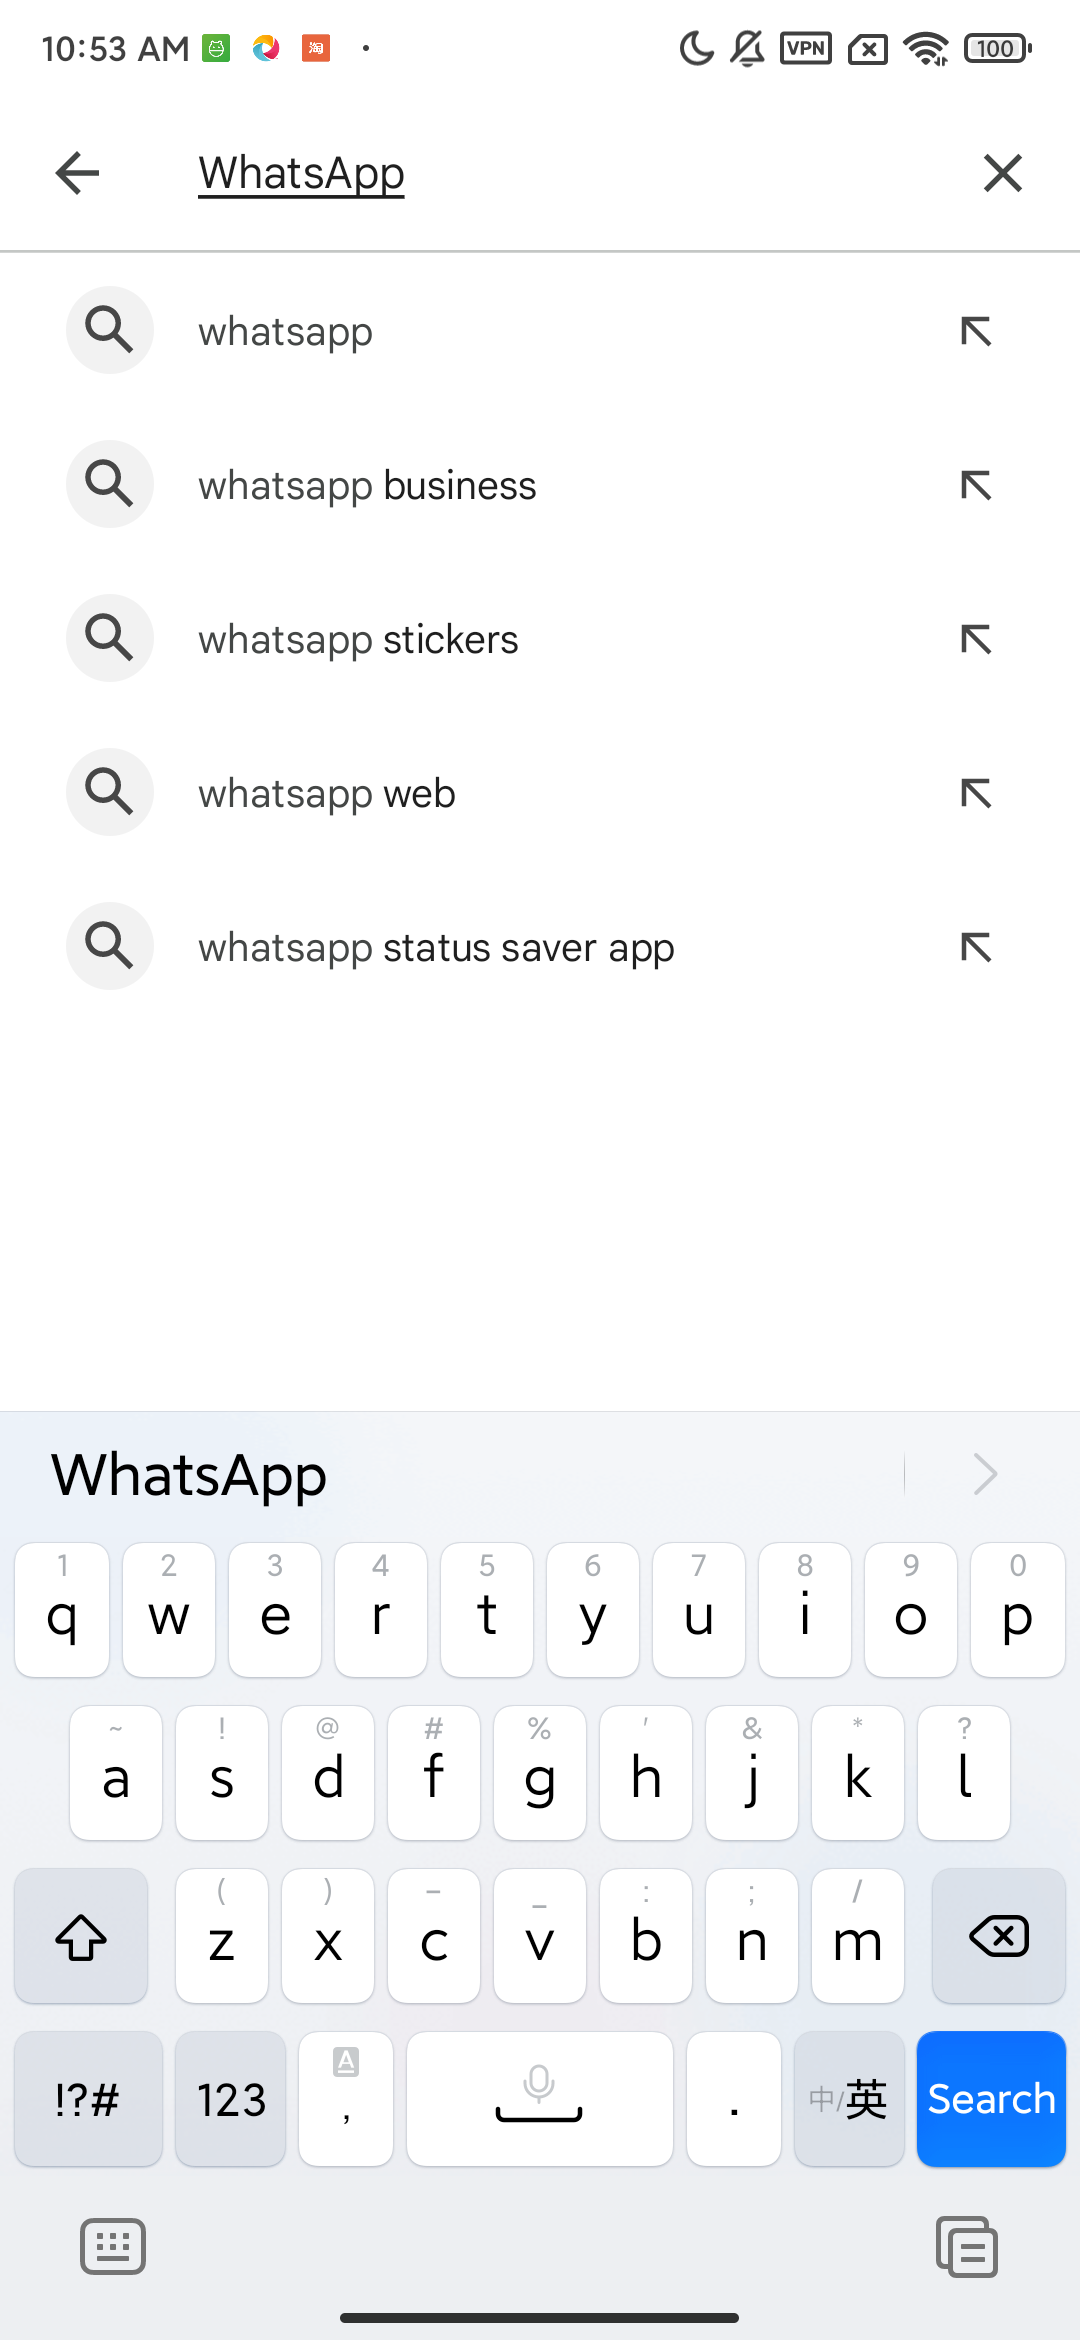 10:53 AM 淘 VPN 100
WhatsApp
whatsapp
whatsapp business
whatsapp stickers
whatsapp web
whatsapp status saver app
WhatsApp
1 2 3 4 5 6 7 8 9 0
q w e r t y u i o p
~ ! @ # % ' & * ?
a s d f g h j k l
( ) – _ : ; /
z x c v b n m
!?# 123 A , . 中/英 Search